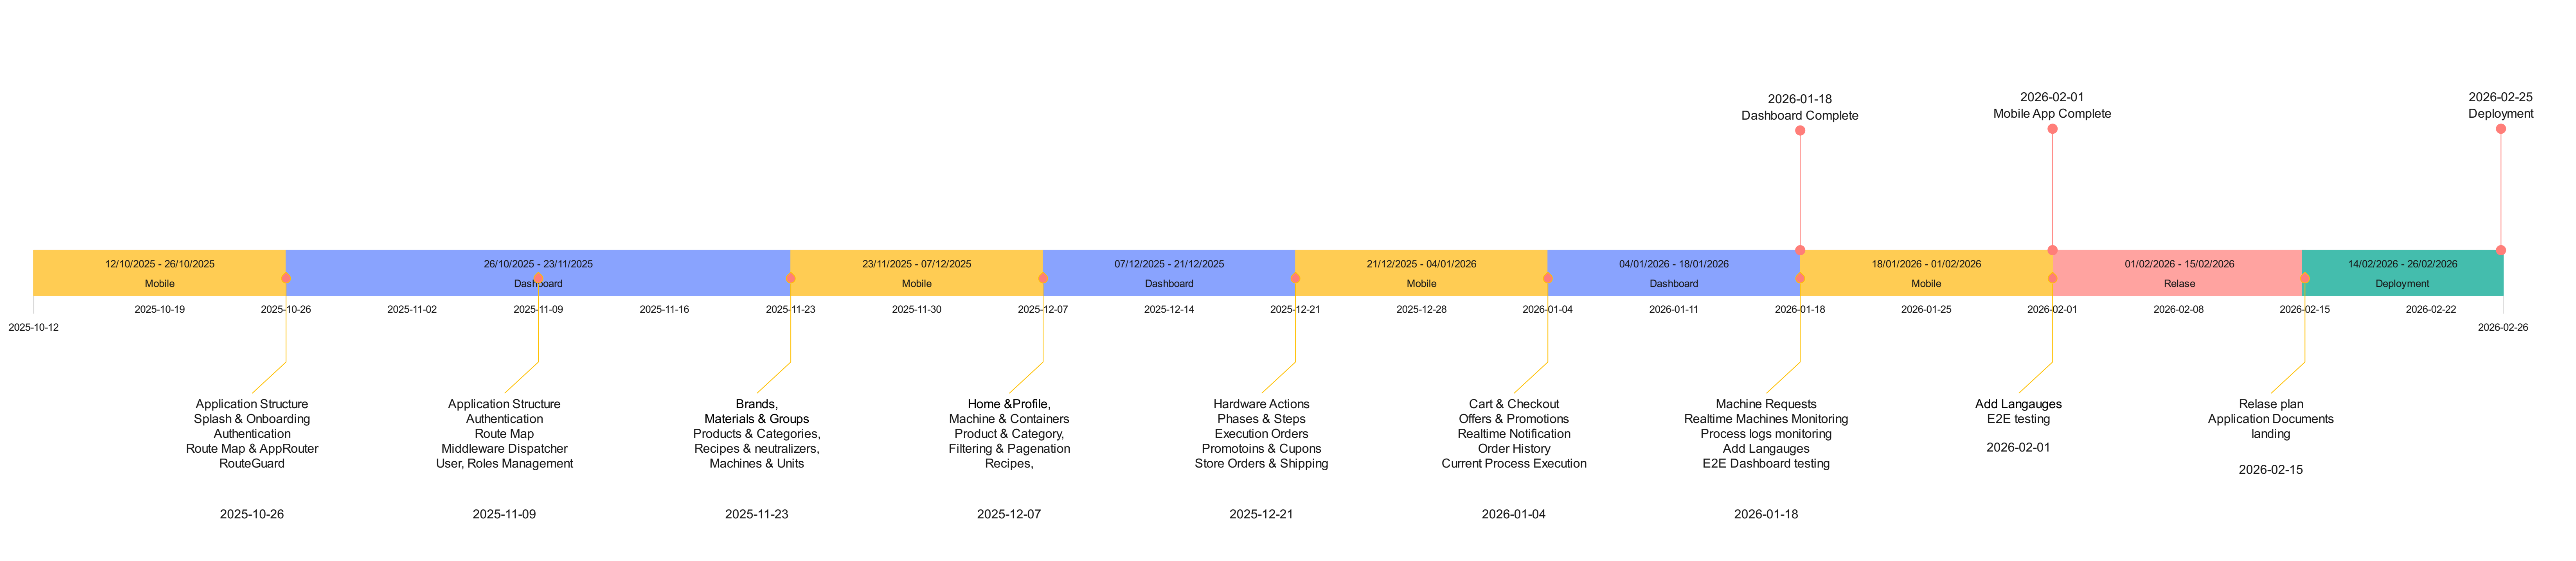 2026-01-18
Dashboard Complete
2026-02-01
Mobile App Complete
2026-02-25
Deployment
12/10/2025 - 26/10/2025
Mobile
26/10/2025 - 23/11/2025
Dashboard
23/11/2025 - 07/12/2025
Mobile
07/12/2025 - 21/12/2025
Dashboard
21/12/2025 - 04/01/2026
Mobile
04/01/2026 - 18/01/2026
Dashboard
18/01/2026 - 01/02/2026
Mobile
01/02/2026 - 15/02/2026
Relase
14/02/2026 - 26/02/2026
Deployment
2025-10-12
2025-10-19
2025-10-26
2025-11-02
2025-11-09
2025-11-16
2025-11-23
2025-11-30
2025-12-07
2025-12-14
2025-12-21
2025-12-28
2026-01-04
2026-01-11
2026-01-18
2026-01-25
2026-02-01
2026-02-08
2026-02-15
2026-02-22
2026-02-26
Application Structure
Splash & Onboarding
Authentication
Route Map & AppRouter
RouteGuard
2025-10-26
Application Structure
Authentication
Route Map
Middleware Dispatcher
User, Roles Management
2025-11-09
Brands,
Materials & Groups
Products & Categories,
Recipes & neutralizers,
Machines & Units
2025-11-23
Home &Profile,
Machine & Containers
Product & Category,
Filtering & Pagenation
Recipes,
2025-12-07
Hardware Actions
Phases & Steps
Execution Orders
Promotoins & Cupons
Store Orders & Shipping
2025-12-21
Cart & Checkout
Offers & Promotions
Realtime Notification
Order History
Current Process Execution
2026-01-04
Machine Requests
Realtime Machines Monitoring
Process logs monitoring
Add Langauges
E2E Dashboard testing
2026-01-18
Add Langauges
E2E testing
2026-02-01
Relase plan
Application Documents
landing
2026-02-15